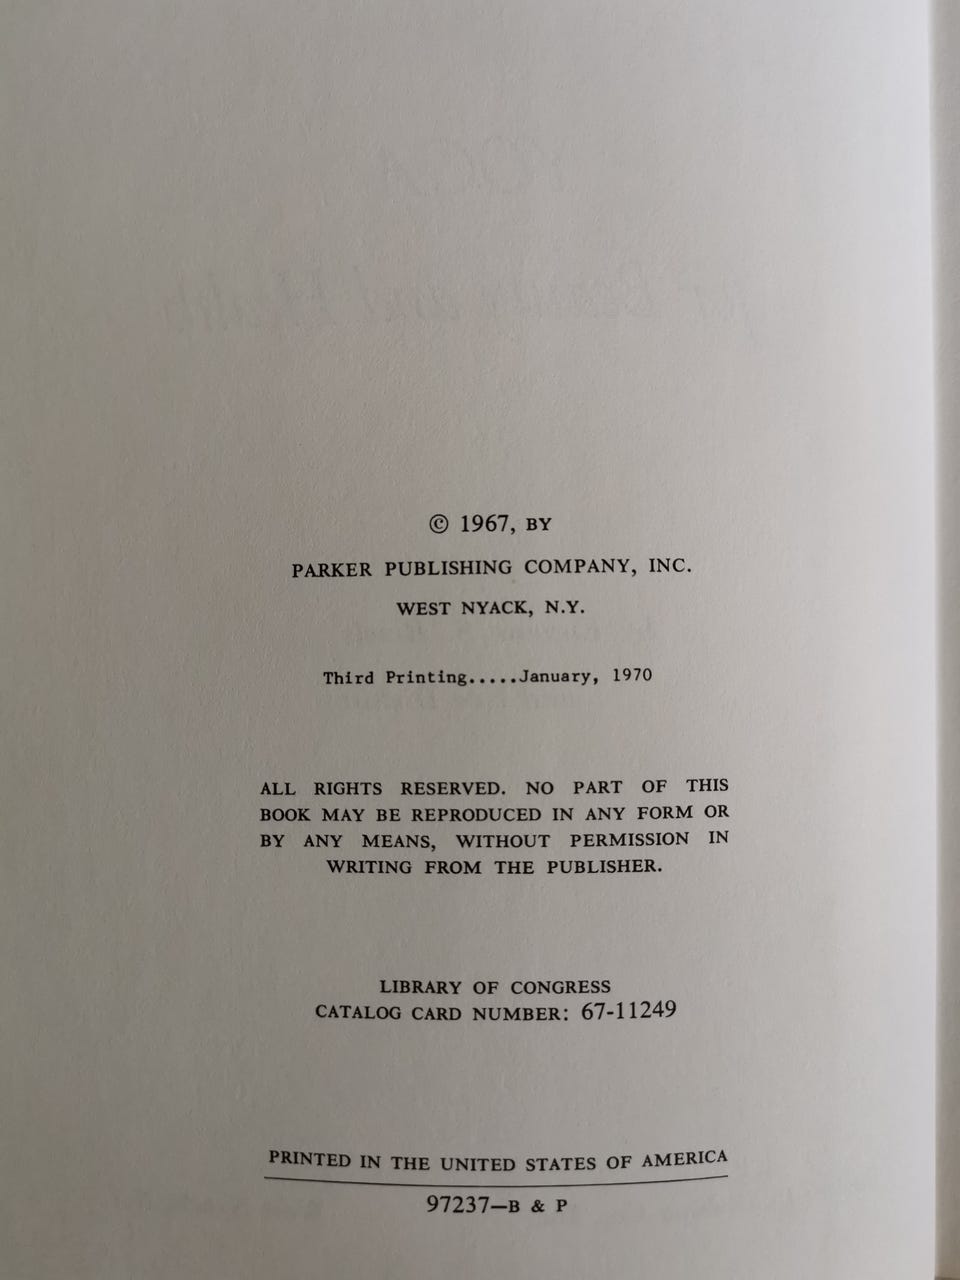 © 1967, BY
PARKER PUBLISHING COMPANY, INC.
WEST NYACK, N.Y.
Third Printing.....January, 1970
ALL RIGHTS RESERVED. NO PART OF THIS
BOOK MAY BE REPRODUCED IN ANY FORM OR
BY ANY MEANS, WITHOUT PERMISSION IN
WRITING FROM THE PUBLISHER.
LIBRARY OF CONGRESS
CATALOG CARD NUMBER: 67-11249
PRINTED IN THE UNITED STATES OF AMERICA
97237—B & P